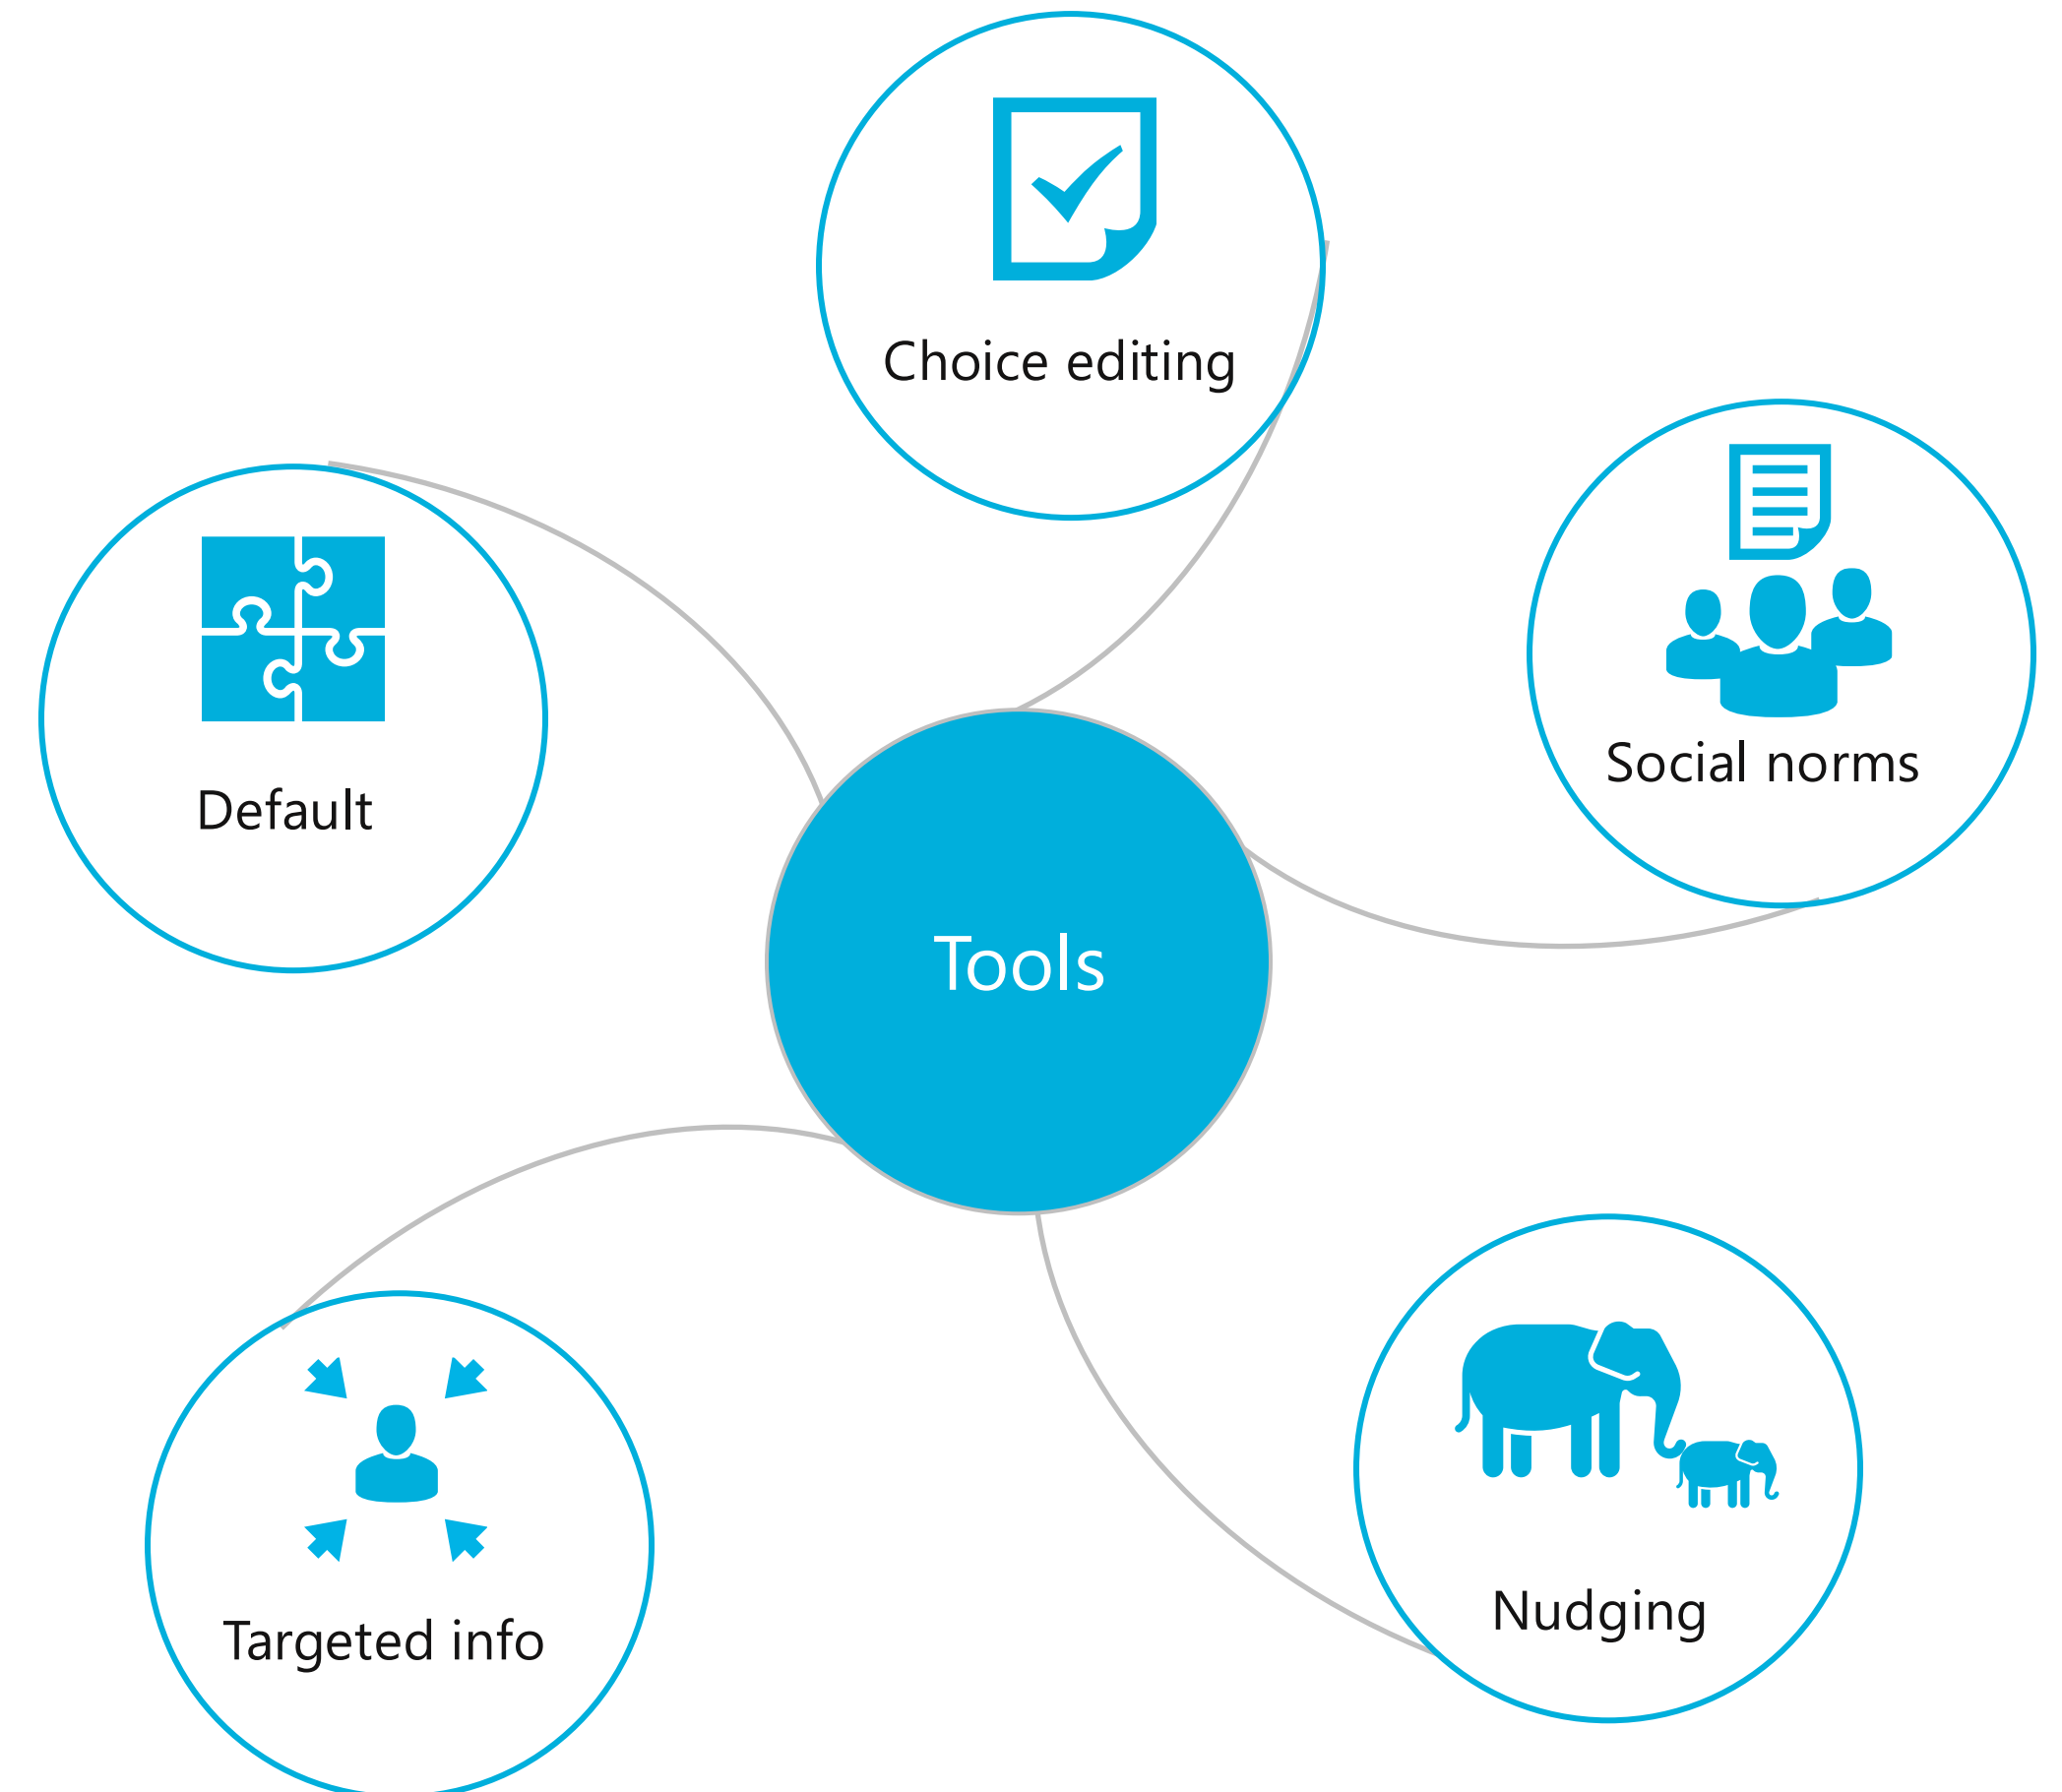 Choice editing
Social norms
Default
Tools
Nudging
Targeted info